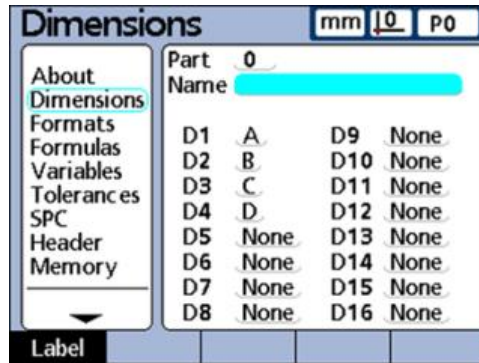 Dimensions
mm 0 P0
About
Dimensions
Formats
Formulas
Variables
Tolerances
SPC
Header
Memory
Part 0
Name
D1 A D9 None
D2 B D10 None
D3 C D11 None
D4 D D12 None
D5 None D13 None
D6 None D14 None
D7 None D15 None
D8 None D16 None
Label